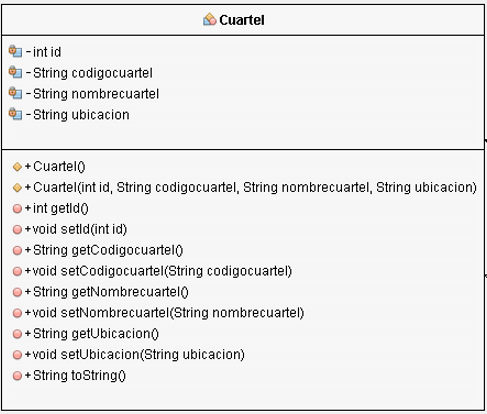 Cuartel
- int id
- String codigocuartel
- String nombrecuartel
- String ubicacion
+ Cuartel()
+ Cuartel(int id, String codigocuartel, String nombrecuartel, String ubicacion)
+ int getId()
+ void setId(int id)
+ String getCodigocuartel()
+ void setCodigocuartel(String codigocuartel)
+ String getNombrecuartel()
+ void setNombrecuartel(String nombrecuartel)
+ String getUbicacion()
+ void setUbicacion(String ubicacion)
+ String toString()